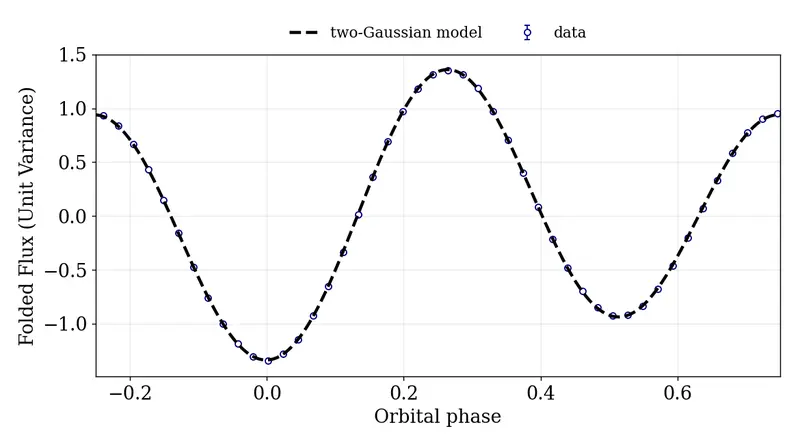 two-Gaussian model
data
Folded Flux (Unit Variance)
1.5
1.0
0.5
0.0
−0.5
−1.0
−0.2
0.0
0.2
0.4
0.6
Orbital phase